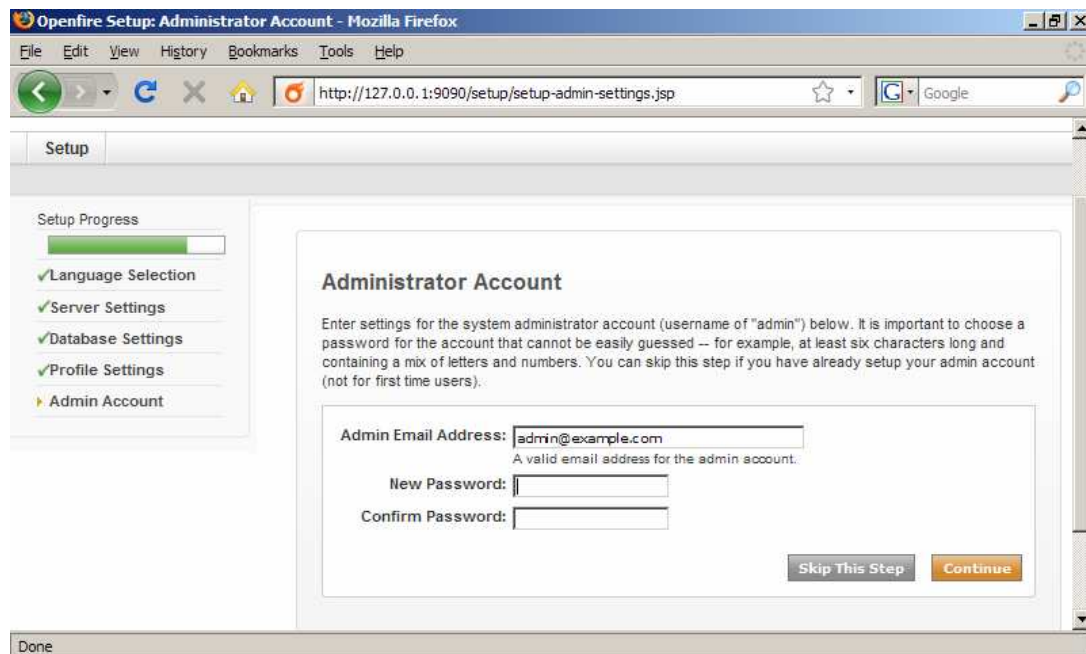 Openfire Setup: Administrator Account - Mozilla Firefox
File Edit View History Bookmarks Tools Help
http://127.0.0.1:9090/setup/setup-admin-settings.jsp
G Google
Setup
Setup Progress
✓Language Selection
✓Server Settings
✓Database Settings
✓Profile Settings
Admin Account
Administrator Account
Enter settings for the system administrator account (username of "admin") below. It is important to choose a
password for the account that cannot be easily guessed -- for example, at least six characters long and
containing a mix of letters and numbers. You can skip this step if you have already setup your admin account
(not for first time users).
Admin Email Address: admin@example.com
A valid email address for the admin account.
New Password:
Confirm Password:
Skip This Step Continue
Done